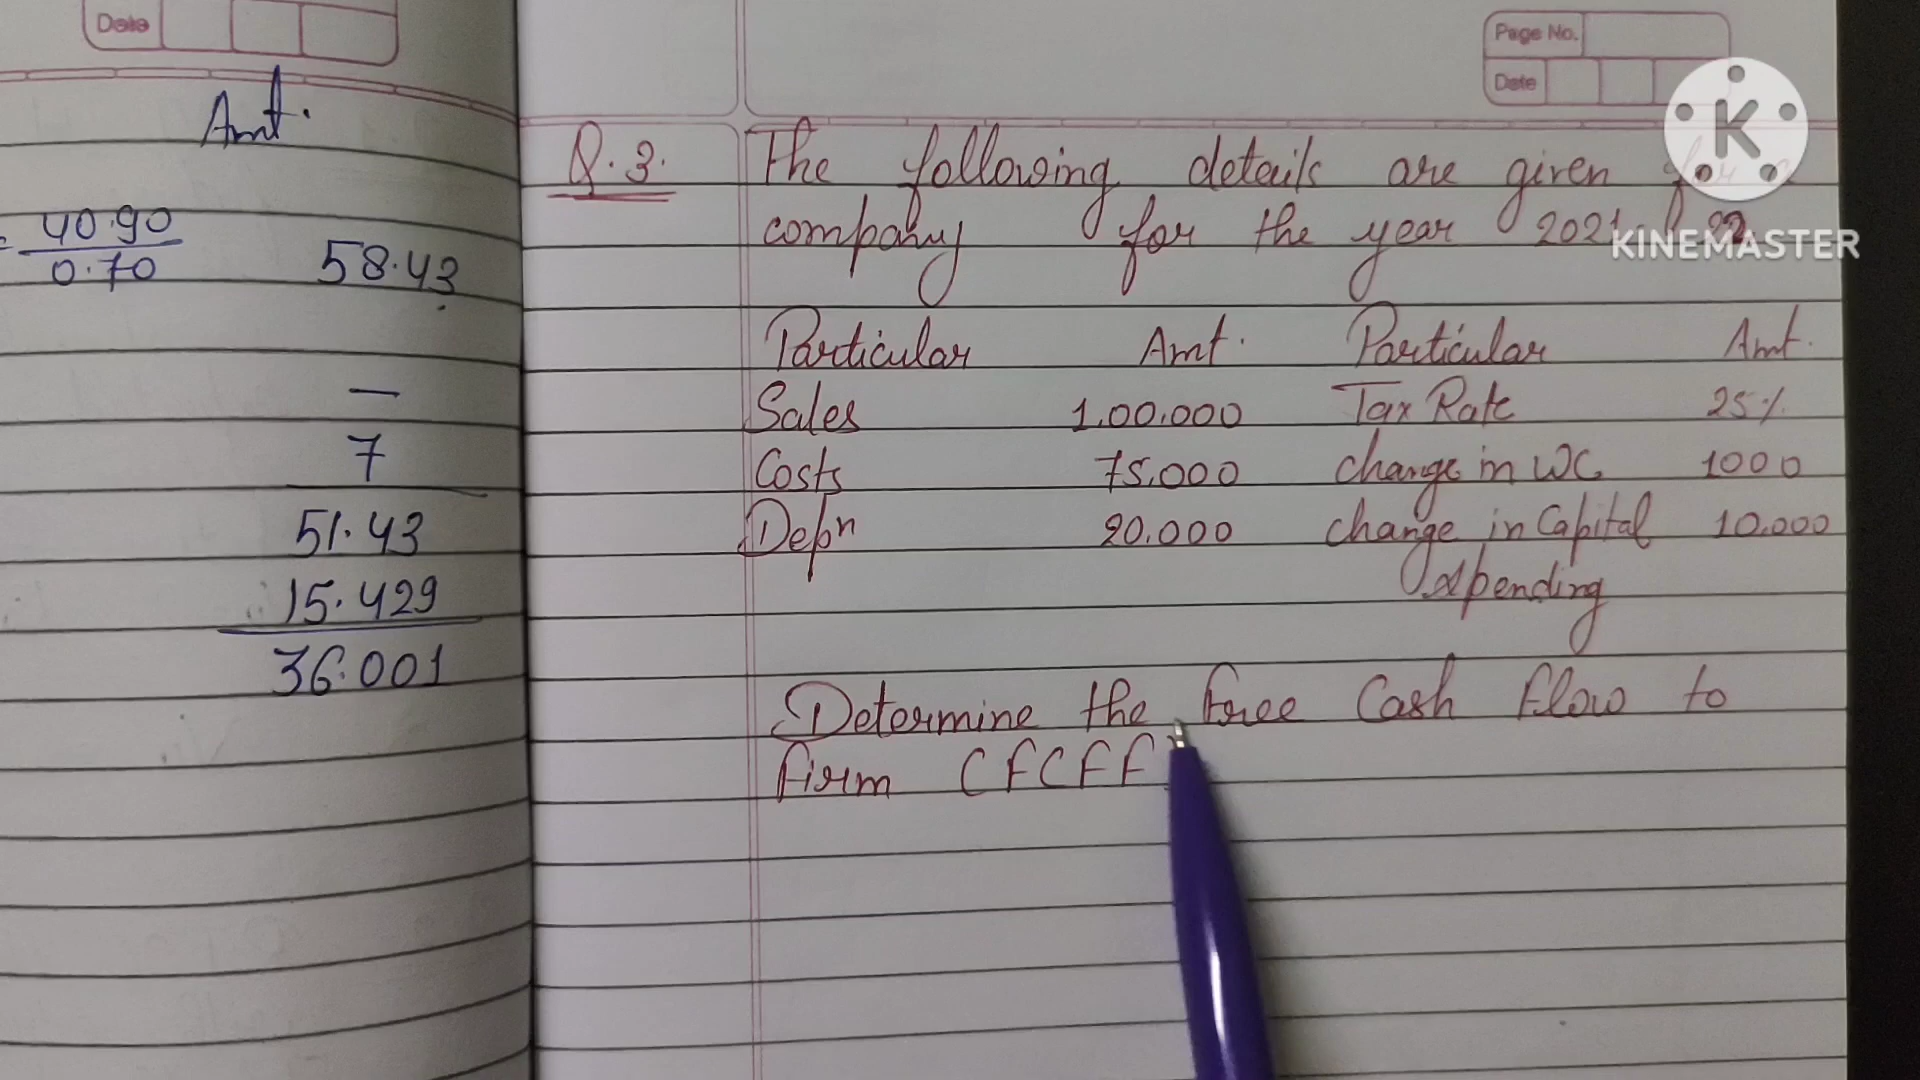 Date
Amt.
40.90
0.70
58.43
—
7
51.43
15.429
36.001
Page No.
Date
K
KINEMASTER
Q.3. The following details are given
company for the year 2021-22
Particular Amt. Particular Amt.
Sales 1,00,000 Tax Rate 25%
Costs 75,000 change in WC. 1000
Depn 20,000 change in Capital 10,000
spending
Determine the Free Cash Flow to
firm (FCFF)